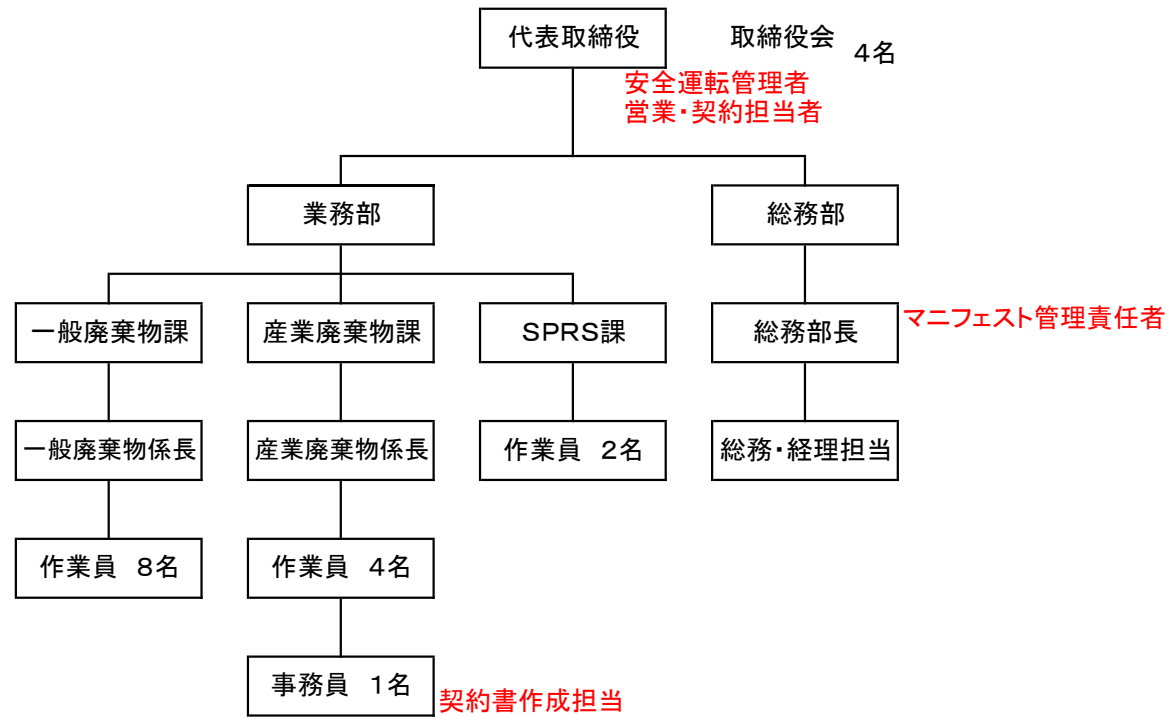 代表取締役
取締役会
4名
安全運転管理者
営業・契約担当者
業務部
総務部
一般廃棄物課
産業廃棄物課
SPRS課
総務部長
マニフェスト管理責任者
一般廃棄物係長
産業廃棄物係長
作業員　2名
総務・経理担当
作業員　8名
作業員　4名
事務員　1名
契約書作成担当